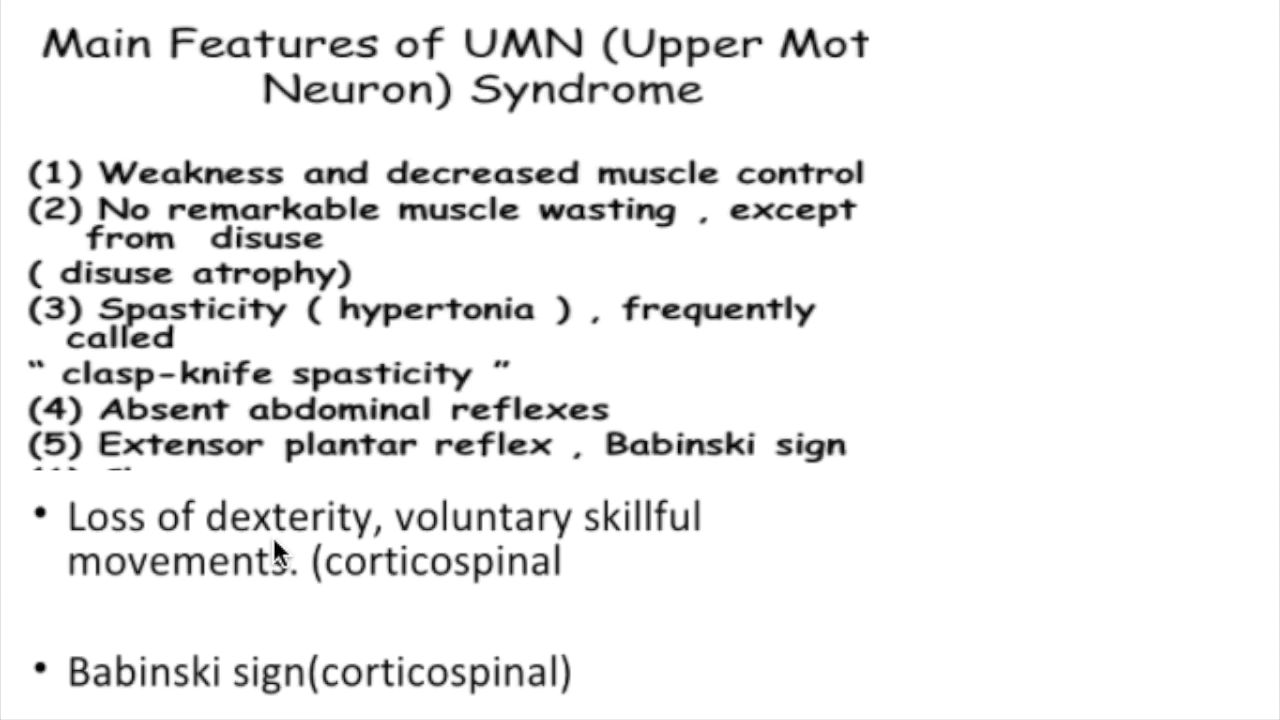 Main Features of UMN (Upper Mot
Neuron) Syndrome
(1) Weakness and decreased muscle control
(2) No remarkable muscle wasting , except
from disuse
( disuse atrophy)
(3) Spasticity ( hypertonia ) , frequently
called
“ clasp-knife spasticity ”
(4) Absent abdominal reflexes
(5) Extensor plantar reflex , Babinski sign
• Loss of dexterity, voluntary skillful
movements. (corticospinal
• Babinski sign(corticospinal)